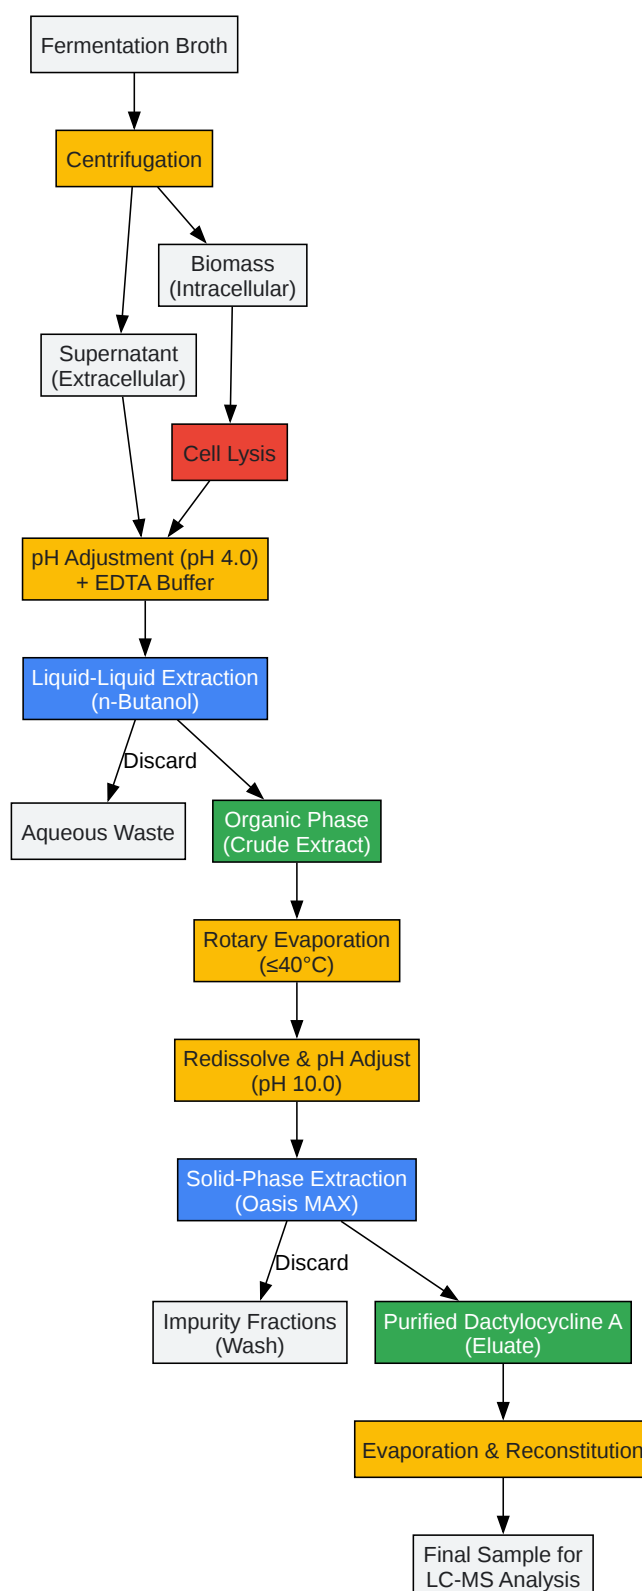 Fermentation Broth
Centrifugation
Biomass
(Intracellular)
Supernatant
(Extracellular)
Cell Lysis
pH Adjustment (pH 4.0)
+ EDTA Buffer
Liquid-Liquid Extraction
(n-Butanol)
Discard
Aqueous Waste
Organic Phase
(Crude Extract)
Rotary Evaporation
(≤40°C)
Redissolve & pH Adjust
(pH 10.0)
Solid-Phase Extraction
(Oasis MAX)
Discard
Impurity Fractions
(Wash)
Purified Dactylocycline A
(Eluate)
Evaporation & Reconstitution
Final Sample for
LC-MS Analysis